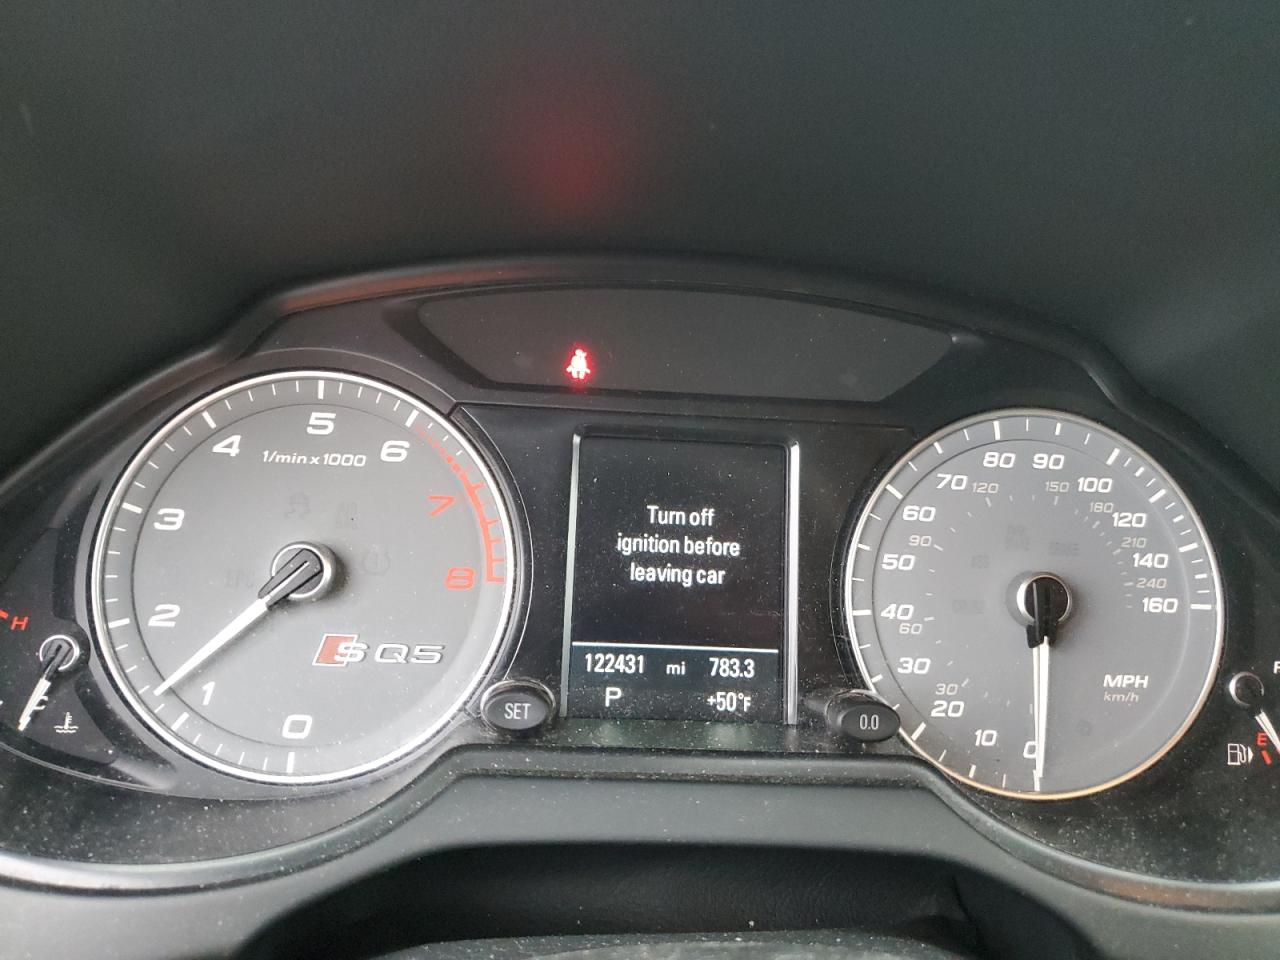 5
4
6
1/min x 1000
3
7
8
2
SQ5
1
0
H
C
SET
Turn off
ignition before
leaving car
122431 mi 783.3
P +50°F
0.0
80 90
70 120 150 100
60 180 120
90 210
50 140
240
40 160
60
30 MPH
30 km/h
20
10 0
E